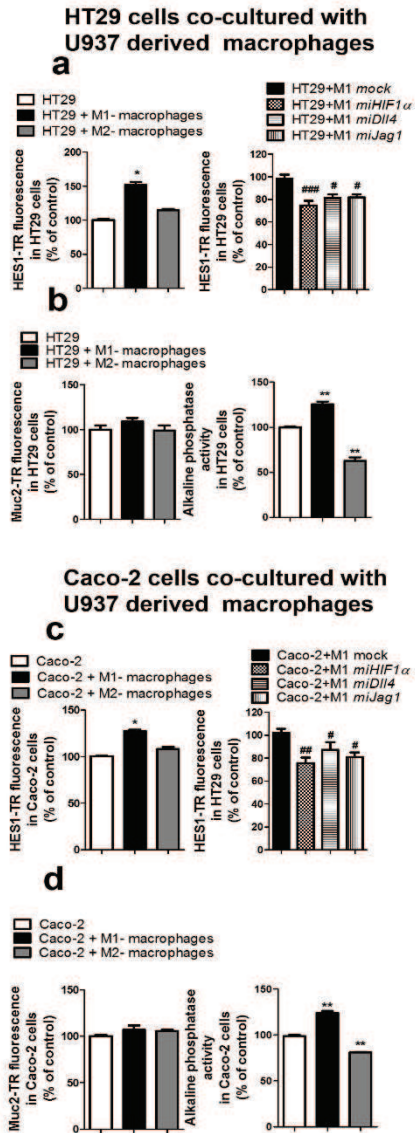 HT29 cells co-cultured with
U937 derived macrophages
a
HT29
HT29 + M1- macrophages
HT29 + M2- macrophages
HT29+M1 mock
HT29+M1 miHIF1α
HT29+M1 miDll4
HT29+M1 miJag1
HES1-TR fluorescence
in HT29 cells
(% of control)
200
150
100
50
0
*
HES1-TR fluorescence
in HT29 cells
(% of control)
120
100
80
60
40
20
0
###
#
#
b
HT29
HT29 + M1- macrophages
HT29 + M2- macrophages
Muc2-TR fluorescence
in HT29 cells
(% of control)
150
100
50
0
Alkaline phosphatase
activity
in HT29 cells
(% of control)
150
100
50
0
**
**
Caco-2 cells co-cultured with
U937 derived macrophages
c
Caco-2
Caco-2 + M1- macrophages
Caco-2 + M2- macrophages
Caco-2+M1 mock
Caco-2+M1 miHIF1α
Caco-2+M1 miDll4
Caco-2+M1 miJag1
HES1-TR fluorescence
in Caco-2 cells
(% of control)
150
100
50
0
*
HES1-TR fluorescence
in HT29 cells
(% of control)
120
100
80
60
40
20
0
##
#
#
d
Caco-2
Caco-2 + M1- macrophages
Caco-2 + M2- macrophages
Muc2-TR fluorescence
in Caco-2 cells
(% of control)
150
100
50
0
Alkaline phosphatase
activity
in Caco-2 cells
(% of control)
150
100
50
0
**
**